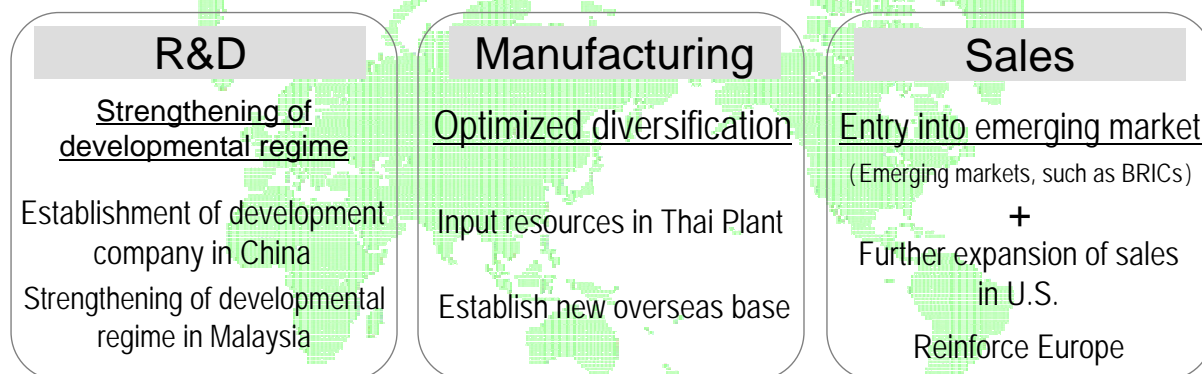 R&D
Strengthening of
developmental regime
Establishment of development
company in China
Strengthening of developmental
regime in Malaysia
Manufacturing
Optimized diversification
Input resources in Thai Plant
Establish new overseas base
Sales
Entry into emerging market
(Emerging markets, such as BRICs)
+
Further expansion of sales
in U.S.
Reinforce Europe